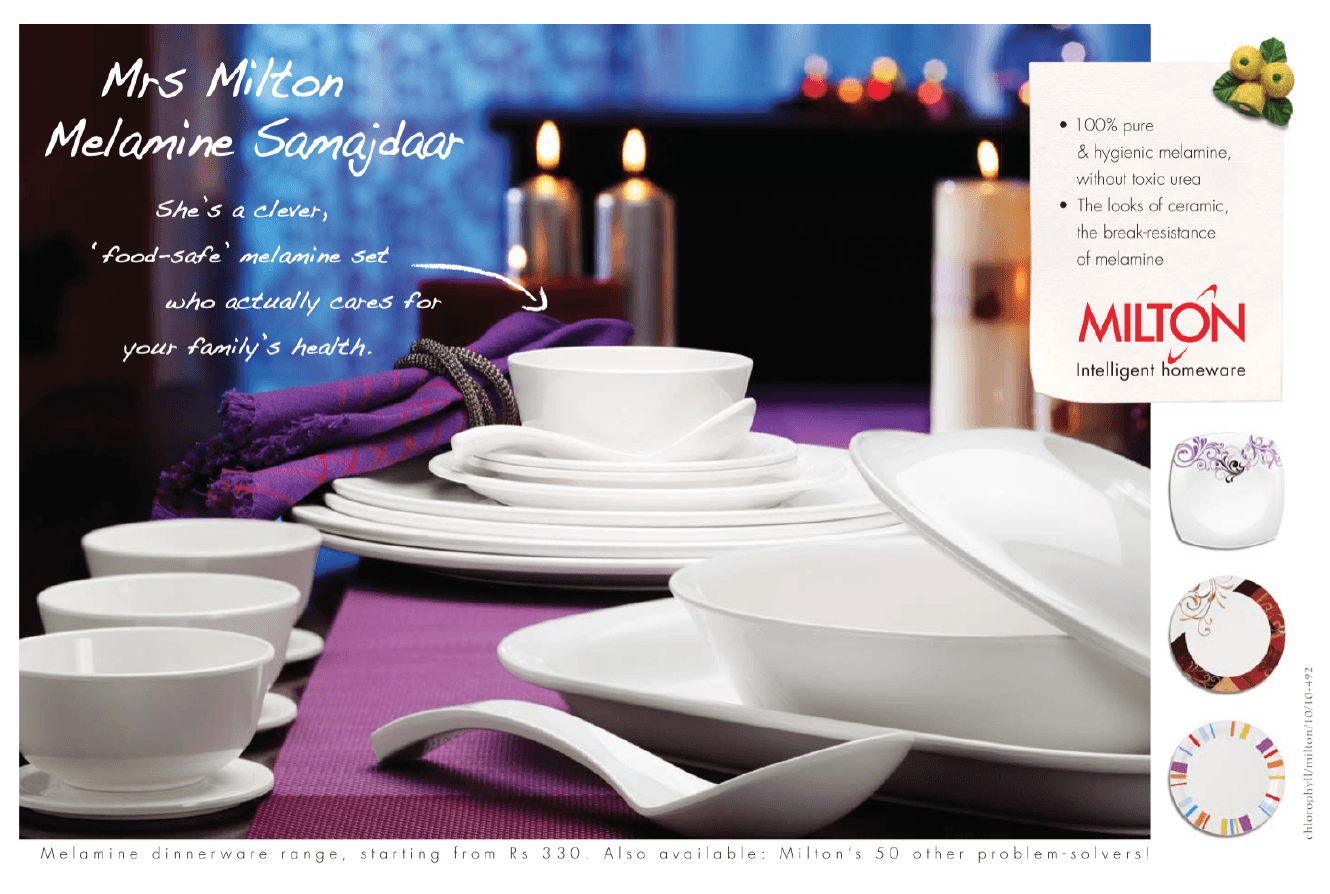 Mrs Milton
Melamine Samajdaar
She's a clever,
'food-safe' melamine set
who actually cares for
your family's health.
• 100% pure
& hygienic melamine,
without toxic urea
• The looks of ceramic,
the break-resistance
of melamine
MILTON
Intelligent homeware
chlorophyll/milton/10/10-492
Melamine dinnerware range, starting from Rs 330. Also available: Milton's 50 other problem-solvers!